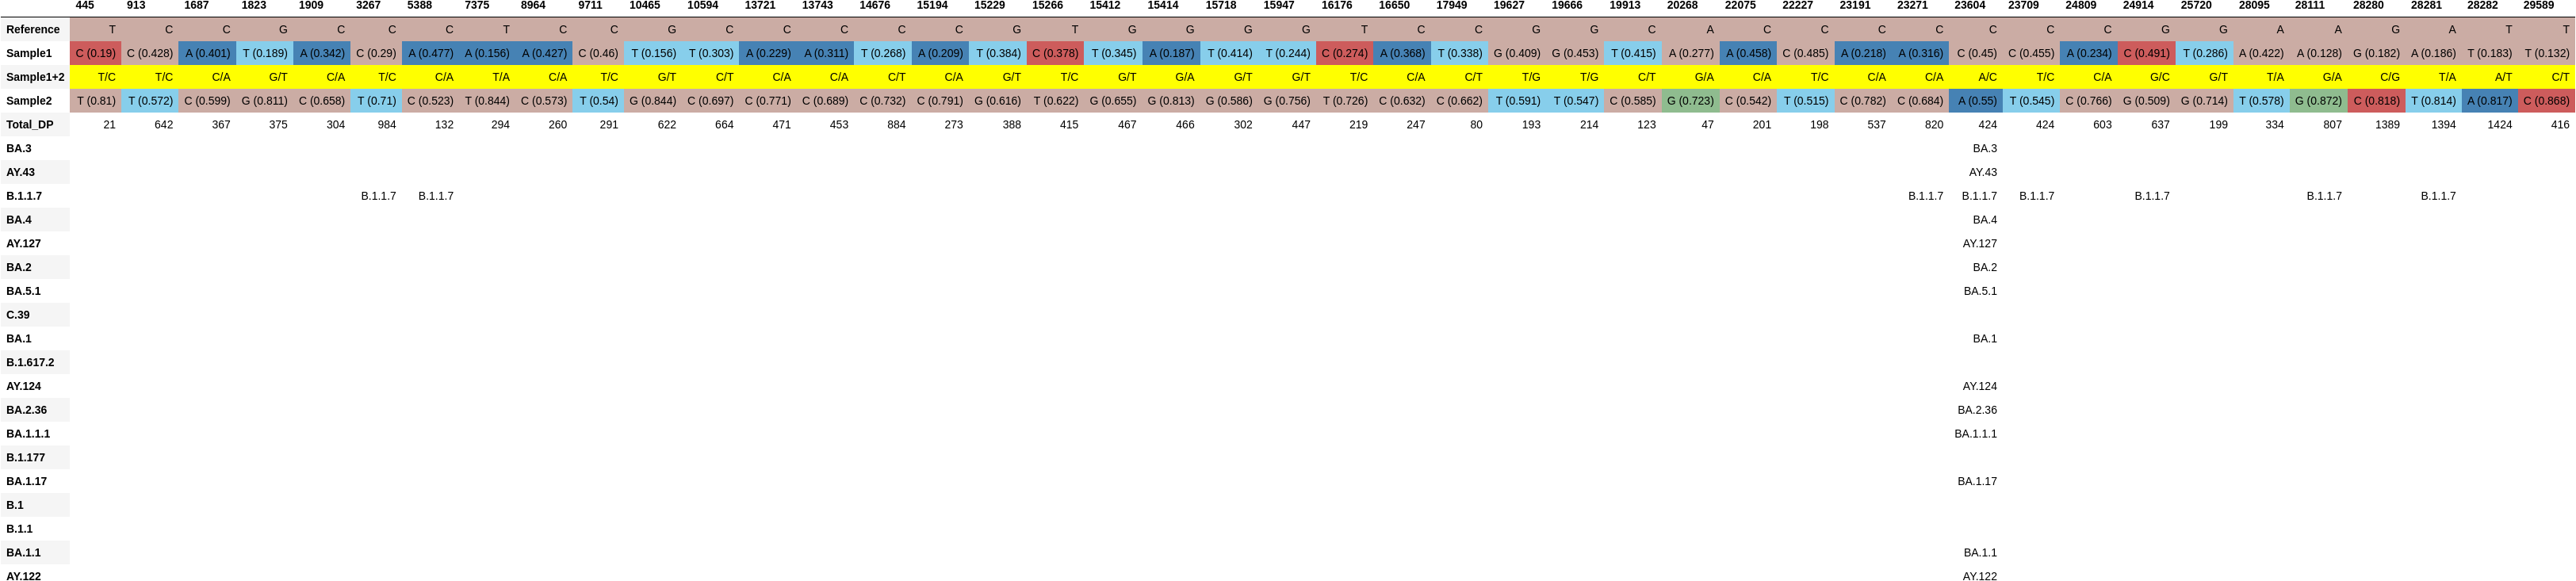 445 913 1687 1823 1909 3267 5388 7375 8964 9711 10465 10594 13721 13743 14676 15194 15229 15266 15412 15414 15718 15947 16176 16650 17949 19627 19666 19913 20268 22075 22227 23191 23271 23604 23709 24809 24914 25720 28095 28111 28280 28281 28282 29589
Reference T C C G C C C T C C G C C C C C G T G G G G T C C G G C A C C C C C C C G G A A G A T T
Sample1 C (0.19) C (0.428) A (0.401) T (0.189) A (0.342) C (0.29) A (0.477) A (0.156) A (0.427) C (0.46) T (0.156) T (0.303) A (0.229) A (0.311) T (0.268) A (0.209) T (0.384) C (0.378) T (0.345) A (0.187) T (0.414) T (0.244) C (0.274) A (0.368) T (0.338) G (0.409) G (0.453) T (0.415) A (0.277) A (0.458) C (0.485) A (0.218) A (0.316) C (0.45) C (0.455) A (0.234) C (0.491) T (0.286) A (0.422) A (0.128) G (0.182) A (0.186) T (0.183) T (0.132)
Sample1+2 T/C T/C C/A G/T C/A T/C C/A T/A C/A T/C G/T C/T C/A C/A C/T C/A G/T T/C G/T G/A G/T G/T T/C C/A C/T T/G T/G C/T G/A C/A T/C C/A C/A A/C T/C C/A G/C G/T T/A G/A C/G T/A A/T C/T
Sample2 T (0.81) T (0.572) C (0.599) G (0.811) C (0.658) T (0.71) C (0.523) T (0.844) C (0.573) T (0.54) G (0.844) C (0.697) C (0.771) C (0.689) C (0.732) C (0.791) G (0.616) T (0.622) G (0.655) G (0.813) G (0.586) G (0.756) T (0.726) C (0.632) C (0.662) T (0.591) T (0.547) C (0.585) G (0.723) C (0.542) T (0.515) C (0.782) C (0.684) A (0.55) T (0.545) C (0.766) G (0.509) G (0.714) T (0.578) G (0.872) C (0.818) T (0.814) A (0.817) C (0.868)
Total_DP 21 642 367 375 304 984 132 294 260 291 622 664 471 453 884 273 388 415 467 466 302 447 219 247 80 193 214 123 47 201 198 537 820 424 424 603 637 199 334 807 1389 1394 1424 416
BA.3 BA.3
AY.43 AY.43
B.1.1.7 B.1.1.7 B.1.1.7 B.1.1.7 B.1.1.7 B.1.1.7 B.1.1.7 B.1.1.7 B.1.1.7
BA.4 BA.4
AY.127 AY.127
BA.2 BA.2
BA.5.1 BA.5.1
C.39
BA.1 BA.1
B.1.617.2
AY.124 AY.124
BA.2.36 BA.2.36
BA.1.1.1 BA.1.1.1
B.1.177
BA.1.17 BA.1.17
B.1
B.1.1
BA.1.1 BA.1.1
AY.122 AY.122